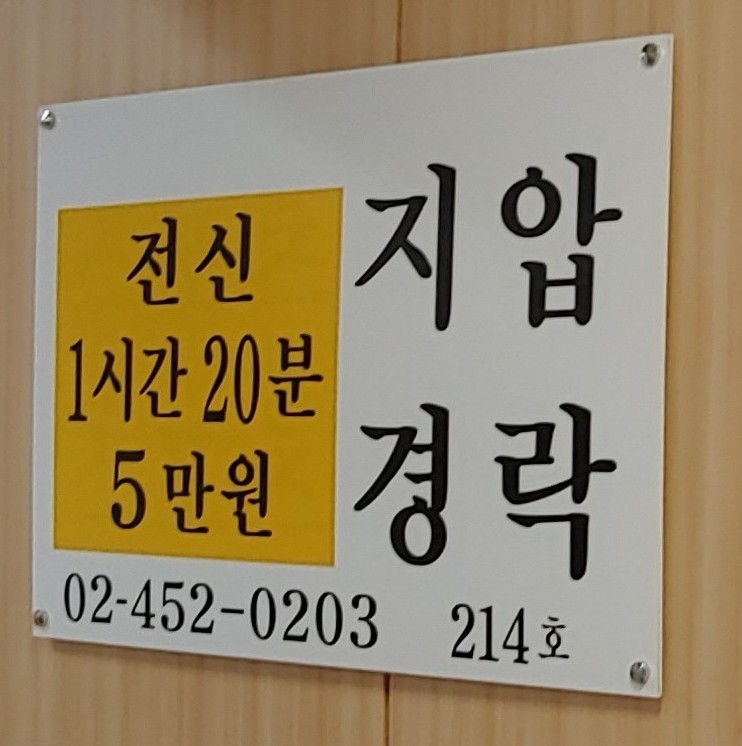 전신
1시간 20분
5만원
지압
경락
02-452-0203
214호